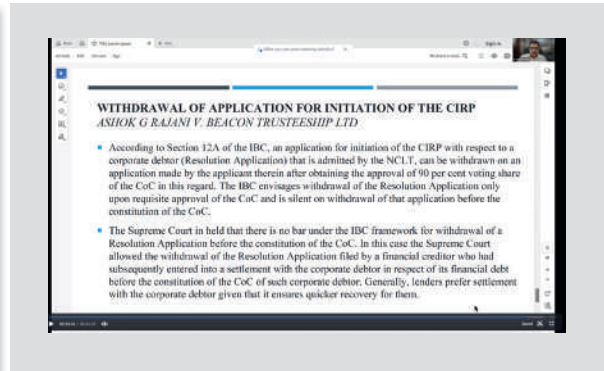 WITHDRAWAL OF APPLICATION FOR INITIATION OF THE CIRP
ASHOK G RAJANI V. BEACON TRUSTEESHIP LTD
According to Section 12A of the IBC, an application for initiation of the CIRP with respect to a
corporate debtor (Resolution Application) that is admitted by the NCLT, can be withdrawn on an
application made by the applicant therein after obtaining the approval of 90 per cent voting share
of the CoC in this regard. The IBC envisages withdrawal of the Resolution Application only
upon requisite approval of the CoC and is silent on withdrawal of that application before the
constitution of the CoC.
The Supreme Court in held that there is no bar under the IBC framework for withdrawal of a
Resolution Application before the constitution of the CoC. In this case the Supreme Court
allowed the withdrawal of the Resolution Application filed by a financial creditor who had
subsequently entered into a settlement with the corporate debtor in respect of its financial debt
before the constitution of the CoC of such corporate debtor. Generally, lenders prefer settlement
with the corporate debtor given that it ensures quicker recovery for them.